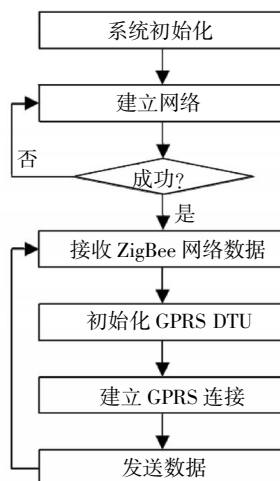 系统初始化
建立网络
否
成功?
是
接收 ZigBee 网络数据
初始化 GPRS DTU
建立 GPRS 连接
发送数据